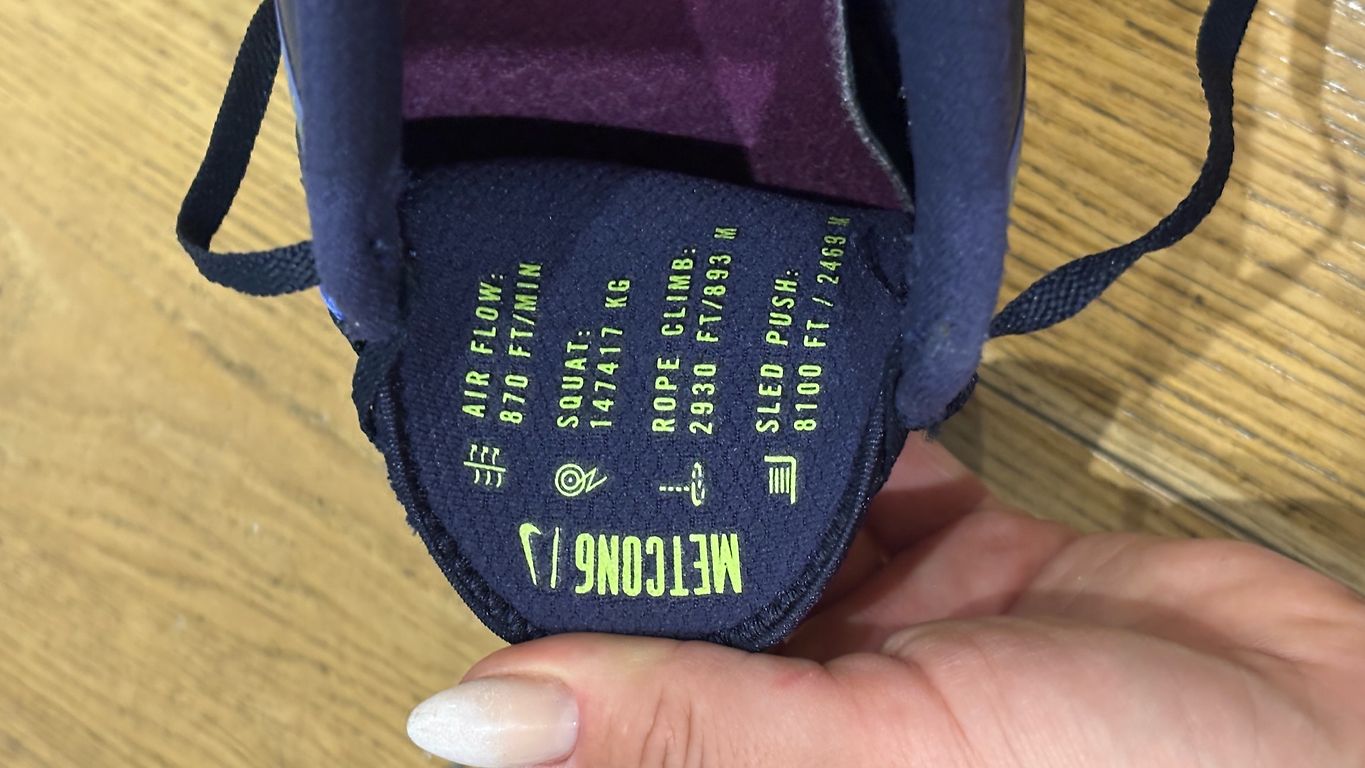 METCON6
AIR FLOW:
870 FT/MIN
SQUAT:
147417 KG
ROPE CLIMB:
2930 FT/893 M
SLED PUSH:
8100 FT / 2469 M